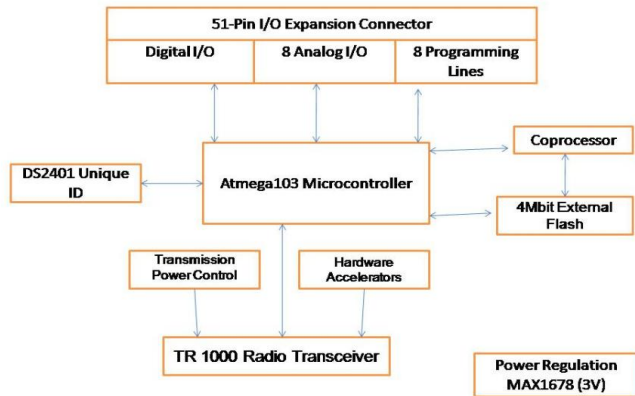 51-Pin I/O Expansion Connector
Digital I/O
8 Analog I/O
8 Programming
Lines
Coprocessor
DS2401 Unique
ID
Atmega103 Microcontroller
4Mbit External
Flash
Transmission
Power Control
Hardware
Accelerators
TR 1000 Radio Transceiver
Power Regulation
MAX1678 (3V)